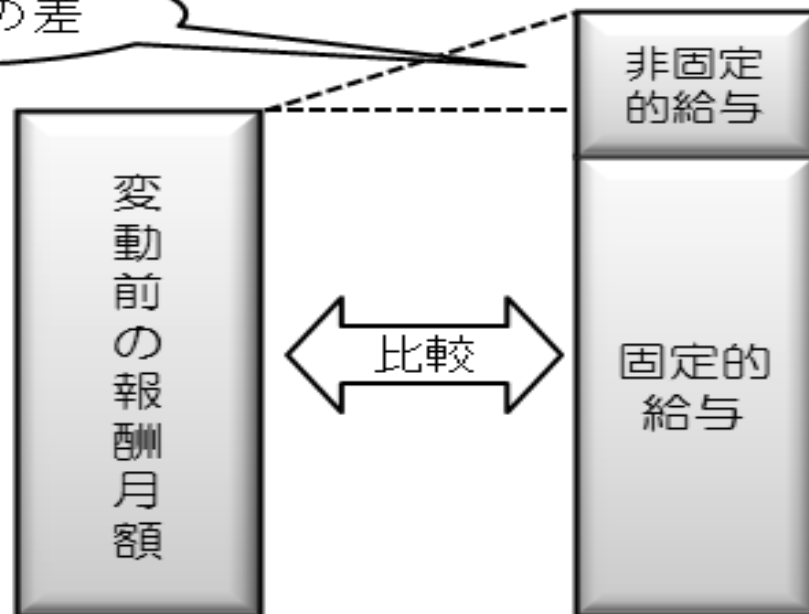 の差
非固定
的給与
変動前の報酬月額
比較
固定的
給与